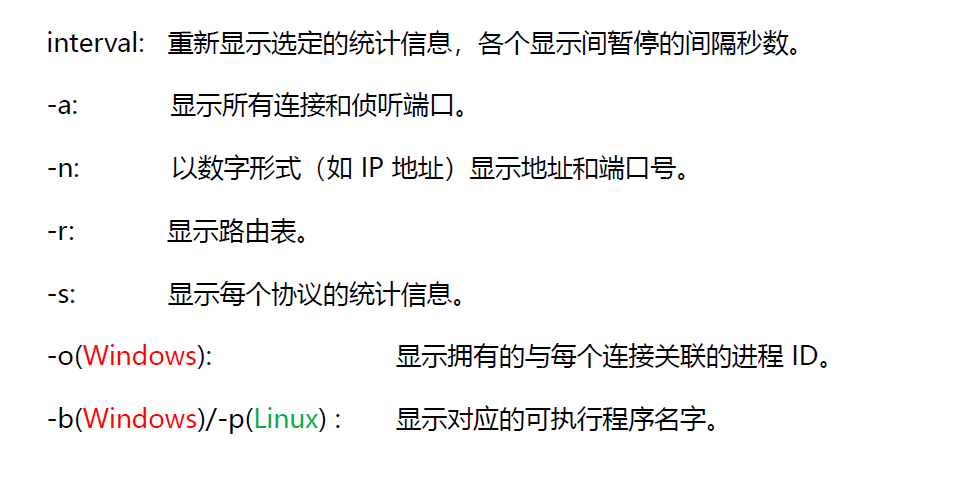 interval: 重新显示选定的统计信息，各个显示间暂停的间隔秒数。
-a: 显示所有连接和侦听端口。
-n: 以数字形式（如 IP 地址）显示地址和端口号。
-r: 显示路由表。
-s: 显示每个协议的统计信息。
-o(Windows): 显示拥有的与每个连接关联的进程 ID。
-b(Windows)/-p(Linux) : 显示对应的可执行程序名字。